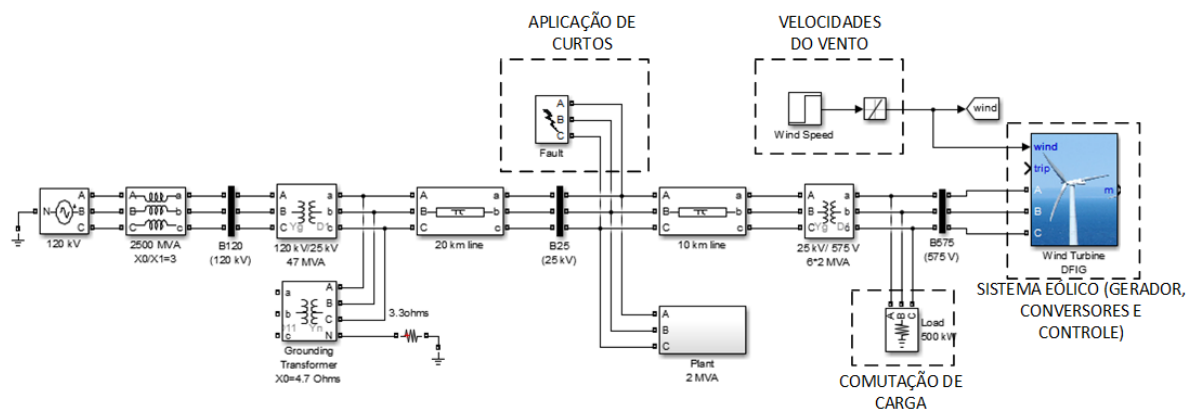 APLICAÇÃO DE
CURTOS
VELOCIDADES
DO VENTO
A
B
C
Fault
Wind Speed
wind
wind
trip
A
B
C
m
Wind Turbine
DFIG
N
A
B
C
120 kV
A
B
C
a
b
c
2500 MVA
X0/X1=3
B120
(120 kV)
A
B
C
a
b
c
Yg
120 kV/25 kV
47 MVA
A
B
C
a
b
c
20 km line
B25
(25 kV)
A
B
C
a
b
c
10 km line
A
B
C
a
b
Yg
25 kV/ 575 V
6*2 MVA
B575
(575 V)
SISTEMA EÓLICO (GERADOR,
CONVERSORES E
CONTROLE)
a
b
c
A
B
C
N
Yn
3.3ohms
Grounding
Transformer
X0=4.7 Ohms
A
B
C
Plant
2 MVA
A
B
C
Load
500 kW
COMUTAÇÃO DE
CARGA